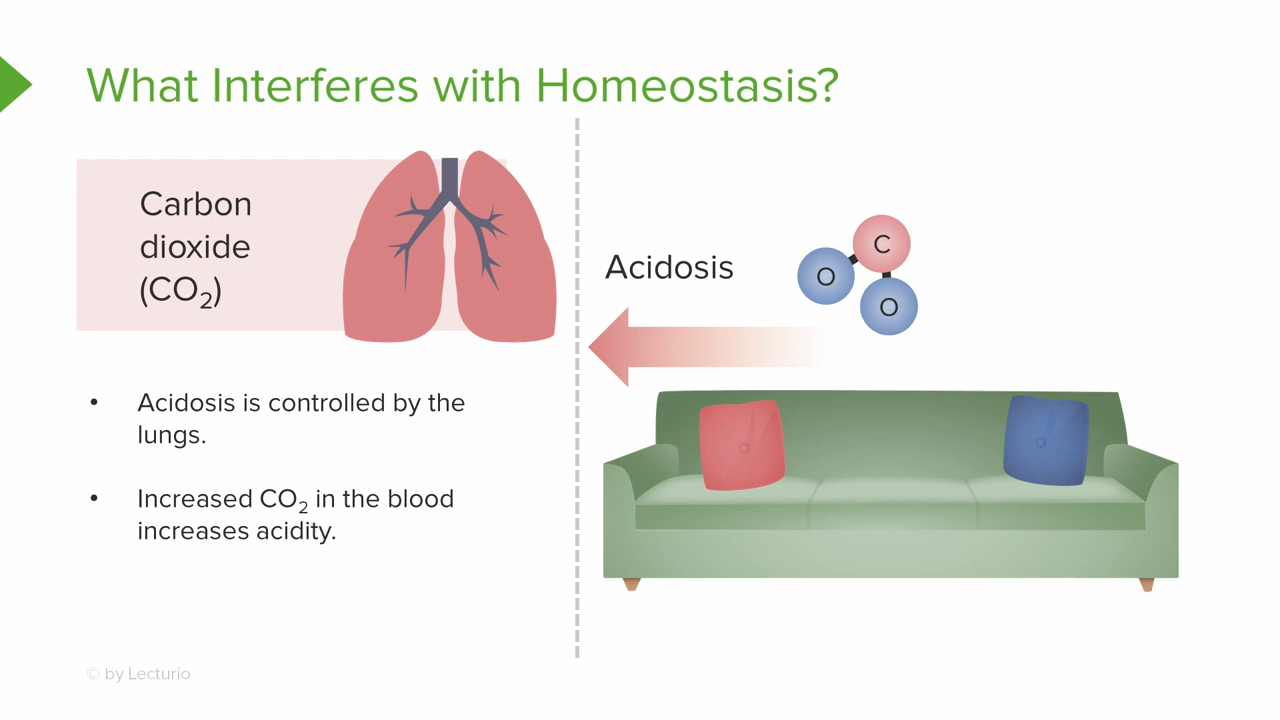 What Interferes with Homeostasis?
Carbon
dioxide
(CO₂)
• Acidosis is controlled by the
lungs.
• Increased CO₂ in the blood
increases acidity.
Acidosis
C
O
O
© by Lecturio